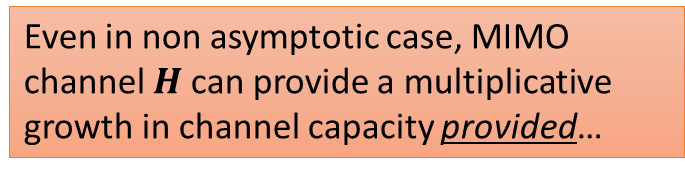 Even in non asymptotic case, MIMO
channel H can provide a multiplicative
growth in channel capacity provided...